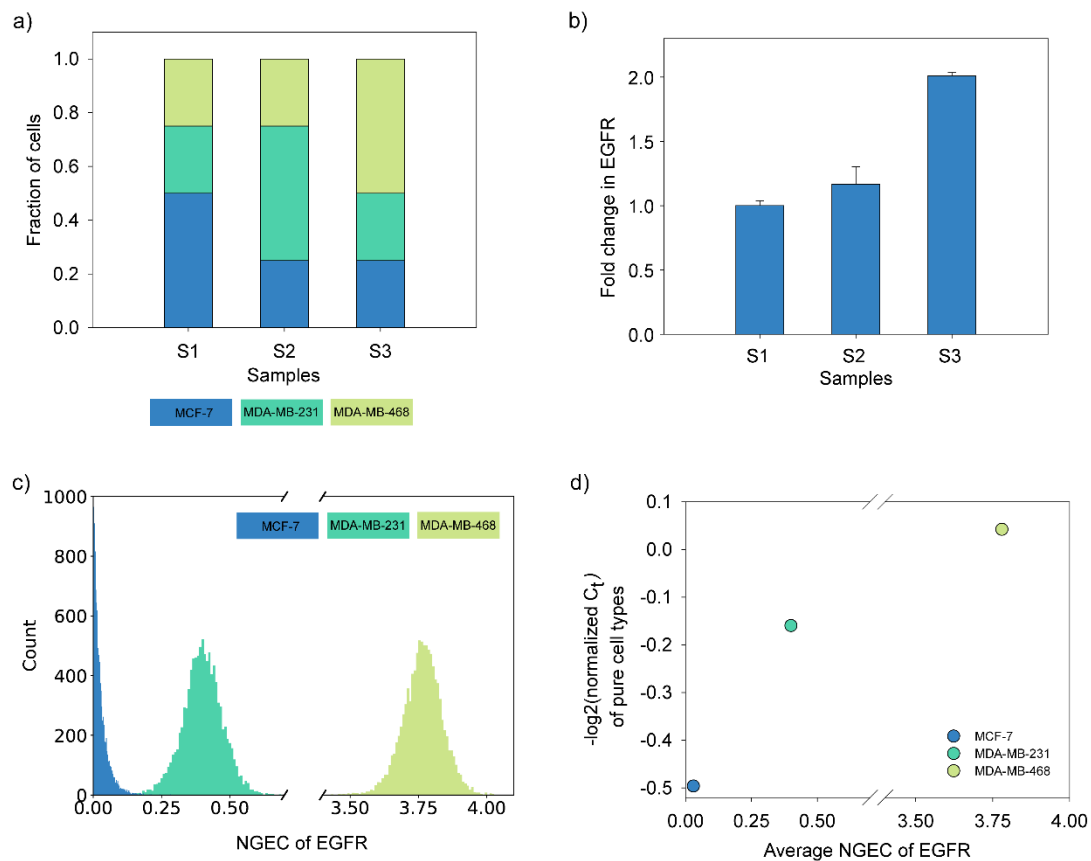 a)
Fraction of cells
1.0
0.8
0.6
0.4
0.2
0.0
S1 S2 S3
Samples
MCF-7 MDA-MB-231 MDA-MB-468
b)
Fold change in EGFR
2.0
1.5
1.0
0.5
0.0
S1 S2 S3
Samples
c)
Count
1000
800
600
400
200
0
MCF-7 MDA-MB-231 MDA-MB-468
0.00 0.25 0.50 3.50 3.75 4.00
NGEC of EGFR
d)
-log2(normalized Ct)
of pure cell types
0.1
0.0
-0.1
-0.2
-0.3
-0.4
-0.5
MCF-7
MDA-MB-231
MDA-MB-468
0.00 0.25 0.50 3.50 3.75 4.00
Average NGEC of EGFR